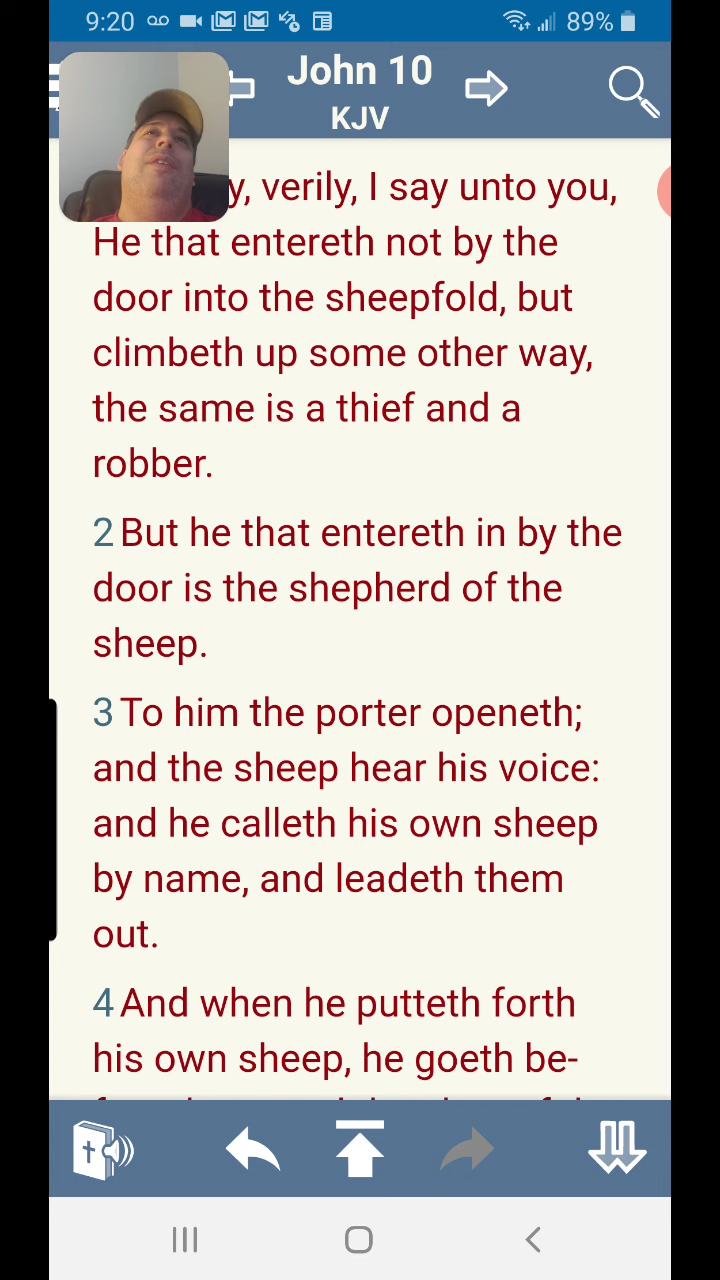 9:20 89%
John 10
KJV
y, verily, I say unto you,
He that entereth not by the
door into the sheepfold, but
climbeth up some other way,
the same is a thief and a
robber.
2 But he that entereth in by the
door is the shepherd of the
sheep.
3 To him the porter openeth;
and the sheep hear his voice:
and he calleth his own sheep
by name, and leadeth them
out.
4 And when he putteth forth
his own sheep, he goeth be-